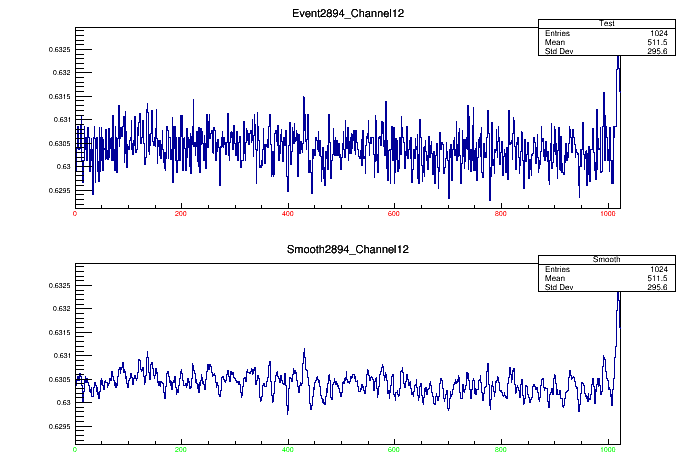 Event2894_Channel12
Test
Entries 1024
Mean 511.5
Std Dev 295.6
0.6325
0.632
0.6315
0.631
0.6305
0.63
0.6295
0 200 400 600 800 1000
Smooth2894_Channel12
Smooth
Entries 1024
Mean 511.5
Std Dev 295.6
0.6325
0.632
0.6315
0.631
0.6305
0.63
0.6295
0 200 400 600 800 1000